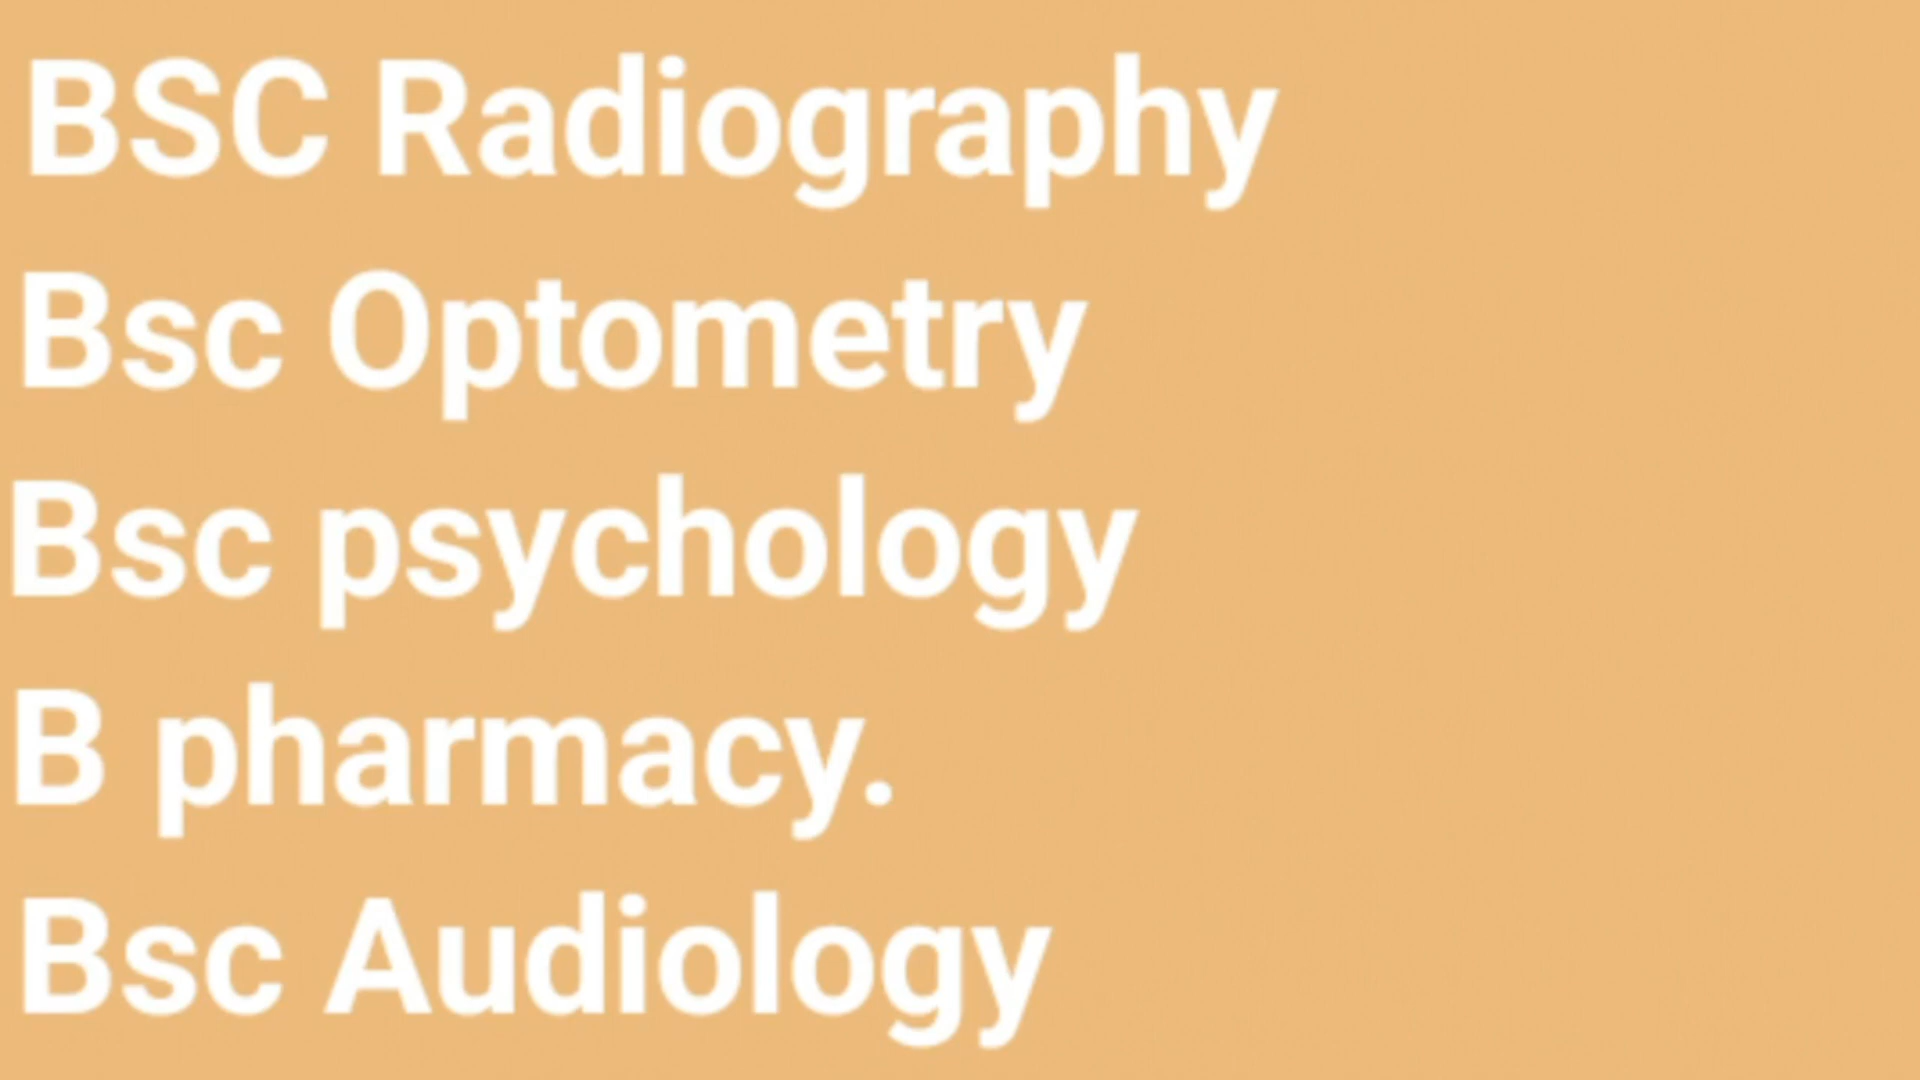 BSC Radiography
Bsc Optometry
Bsc psychology
B pharmacy.
Bsc Audiology